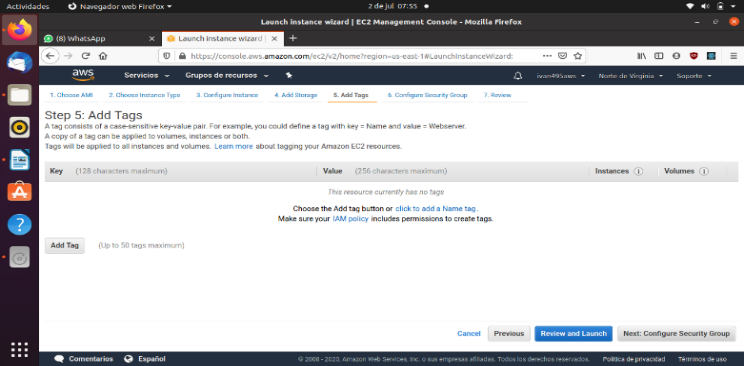 Actividades Navegador web Firefox 2 de jul 07:55
Launch instance wizard | EC2 Management Console - Mozilla Firefox
(8) WhatsApp Launch instance wizard |
https://console.aws.amazon.com/ec2/v2/home?region=us-east-1#LaunchInstanceWizard:
aws Servicios Grupos de recursos ivan495aws Norte de Virginia Soporte
1. Choose AMI 2. Choose Instance Type 3. Configure Instance 4. Add Storage 5. Add Tags 6. Configure Security Group 7. Review
Step 5: Add Tags
A tag consists of a case-sensitive key-value pair. For example, you could define a tag with key = Name and value = Webserver.
A copy of a tag can be applied to volumes, instances or both.
Tags will be applied to all instances and volumes. Learn more about tagging your Amazon EC2 resources.
Key (128 characters maximum) Value (256 characters maximum) Instances Volumes
This resource currently has no tags
Choose the Add tag button or click to add a Name tag.
Make sure your IAM policy includes permissions to create tags.
Add Tag (Up to 50 tags maximum)
Cancel Previous Review and Launch Next: Configure Security Group
Comentarios Español © 2008 - 2020, Amazon Web Services, Inc. o sus empresas afiliadas. Todos los derechos reservados. Política de privacidad Términos de uso